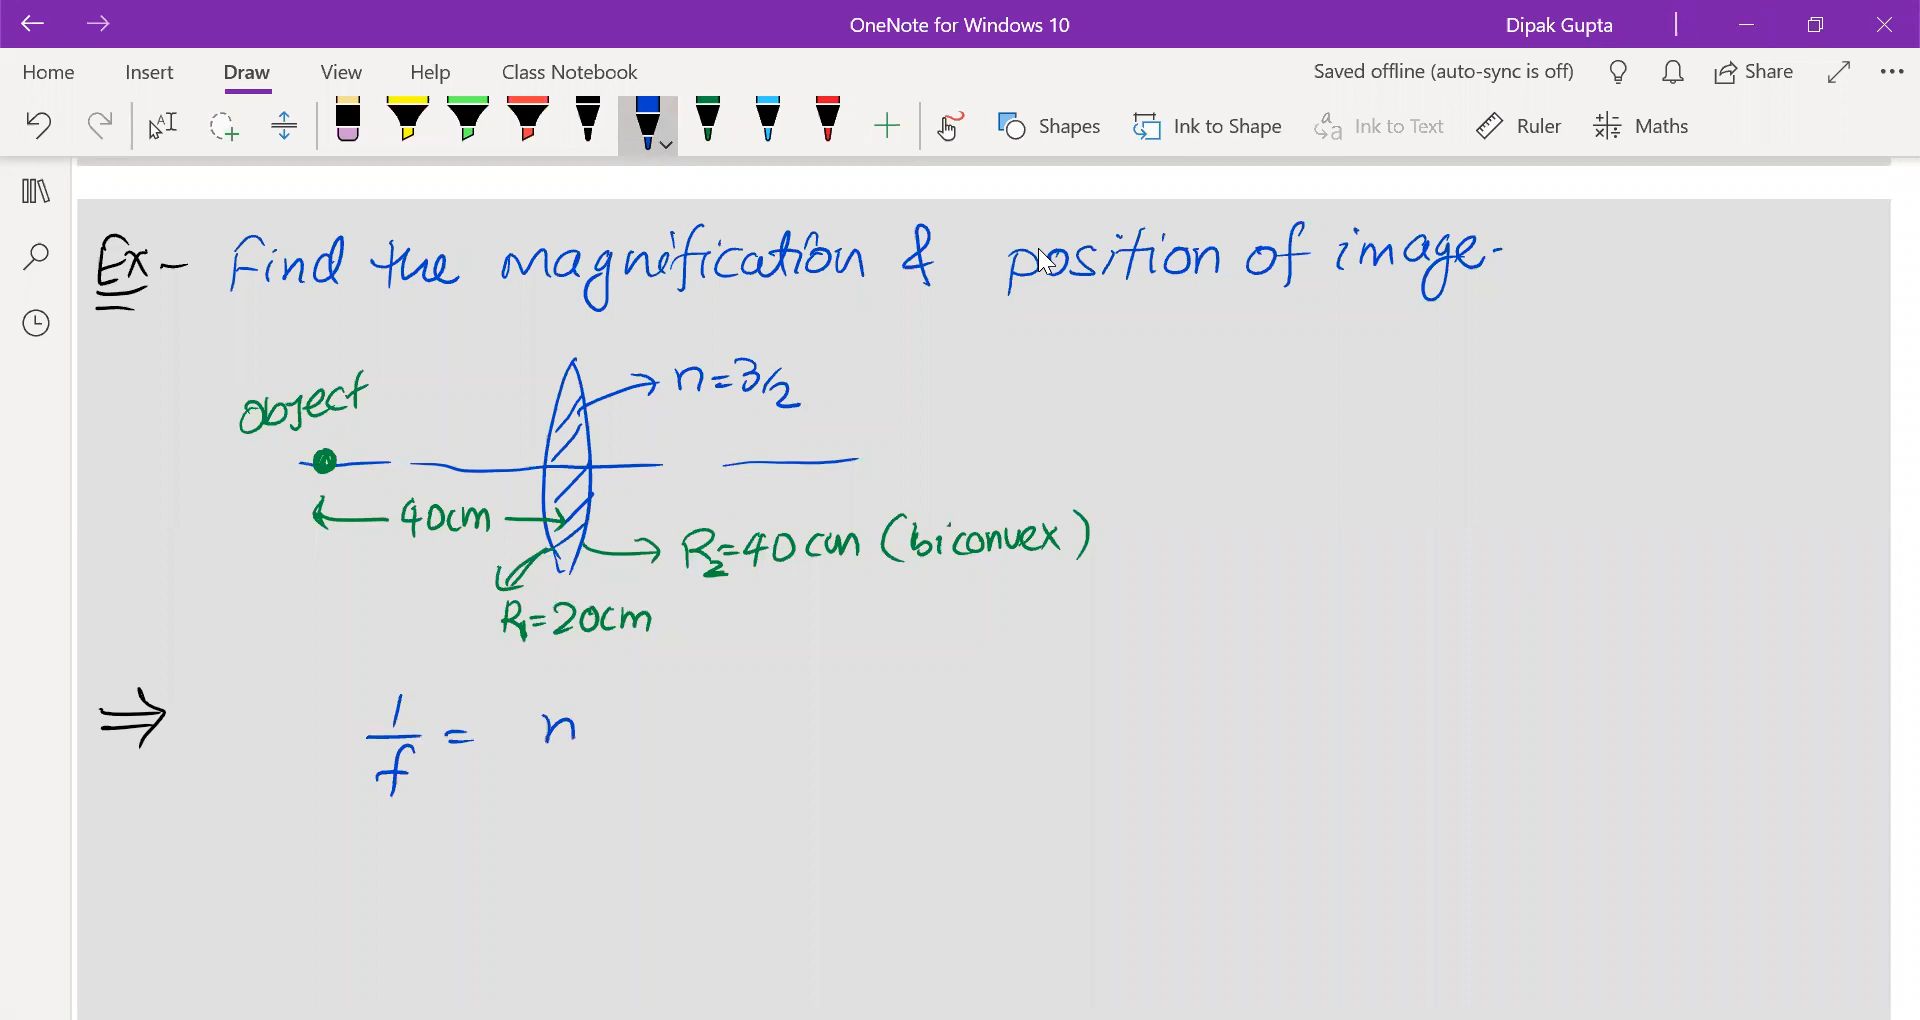 OneNote for Windows 10
Dipak Gupta
Home Insert Draw View Help Class Notebook
Saved offline (auto-sync is off) Share
Shapes Ink to Shape Ink to Text Ruler Maths
Ex- Find the magnification & position of image.
object
n=3/2
40cm
R2=40cm (biconvex)
R1=20cm
⇒ 1/f = n